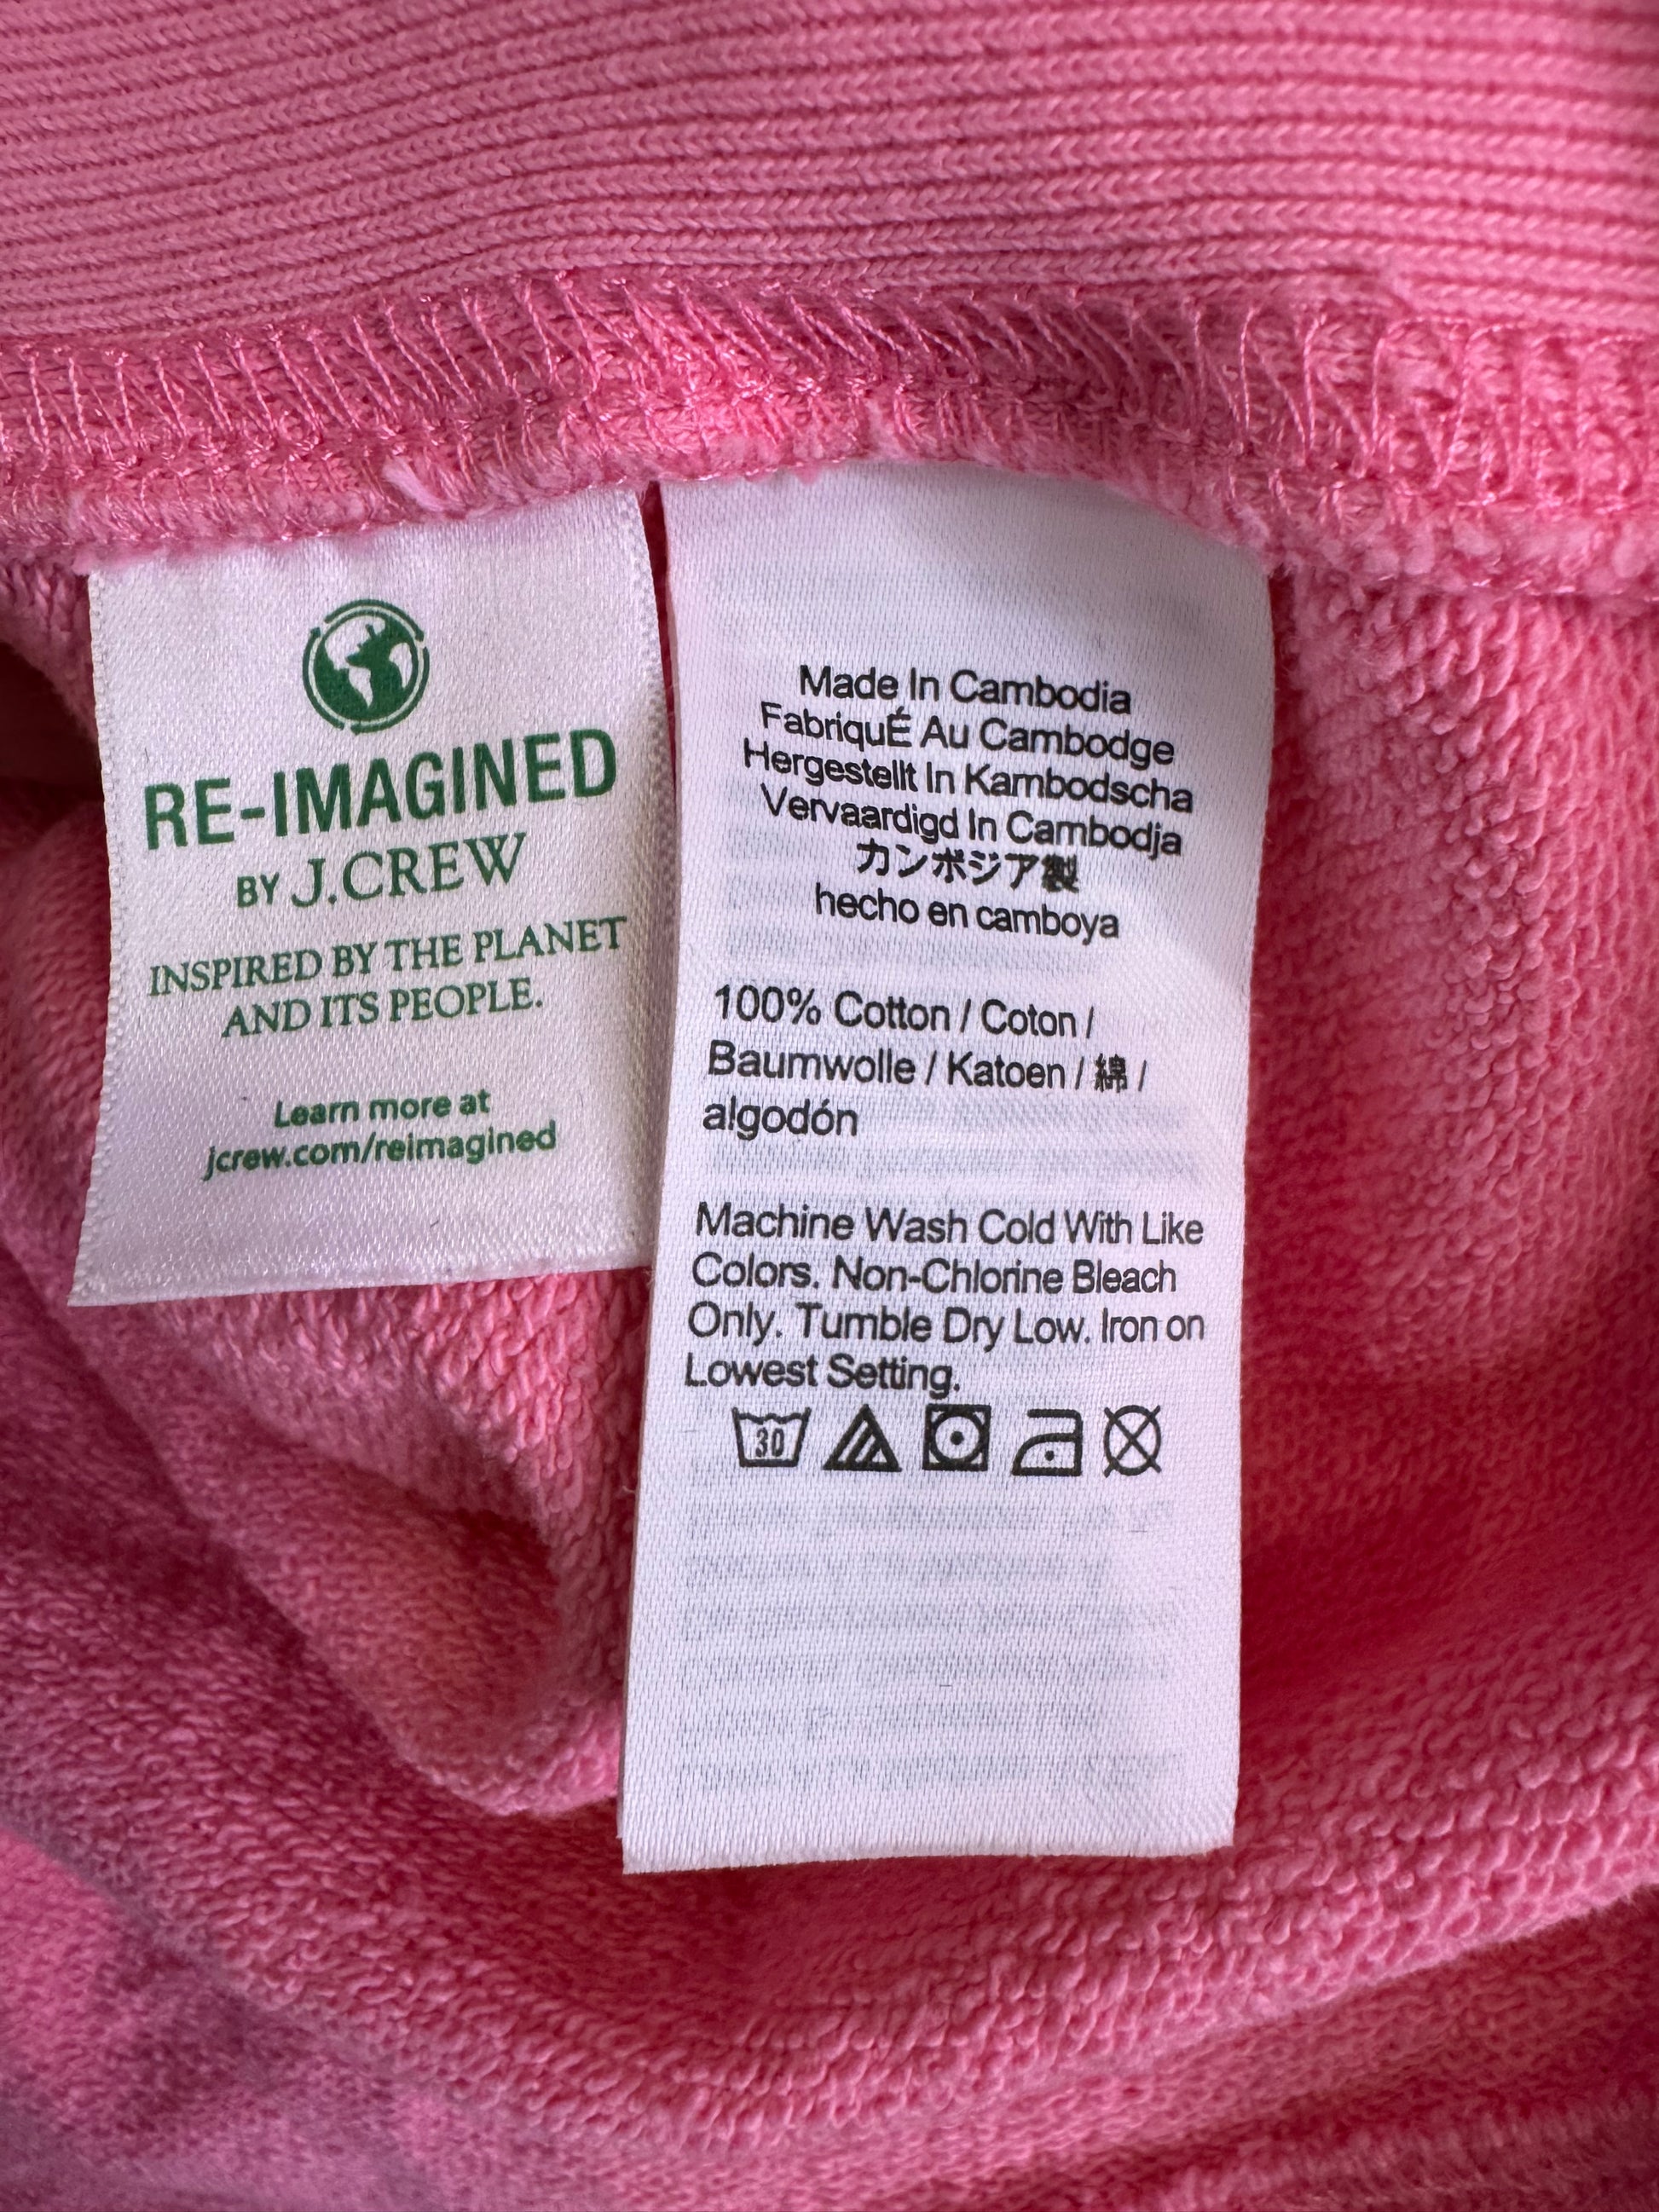 RE-IMAGINED
BY J.CREW
INSPIRED BY THE PLANET
AND ITS PEOPLE.
Learn more at
jcrew.com/reimagined
Made In Cambodia
FabriquÉ Au Cambodge
Hergestellt In Kambodscha
Vervaardigd In Cambodja
カンボジア製
hecho en camboya
100% Cotton / Coton /
Baumwolle / Katoen / 綿 /
algodón
Machine Wash Cold With Like
Colors. Non-Chlorine Bleach
Only. Tumble Dry Low. Iron on
Lowest Setting.
30